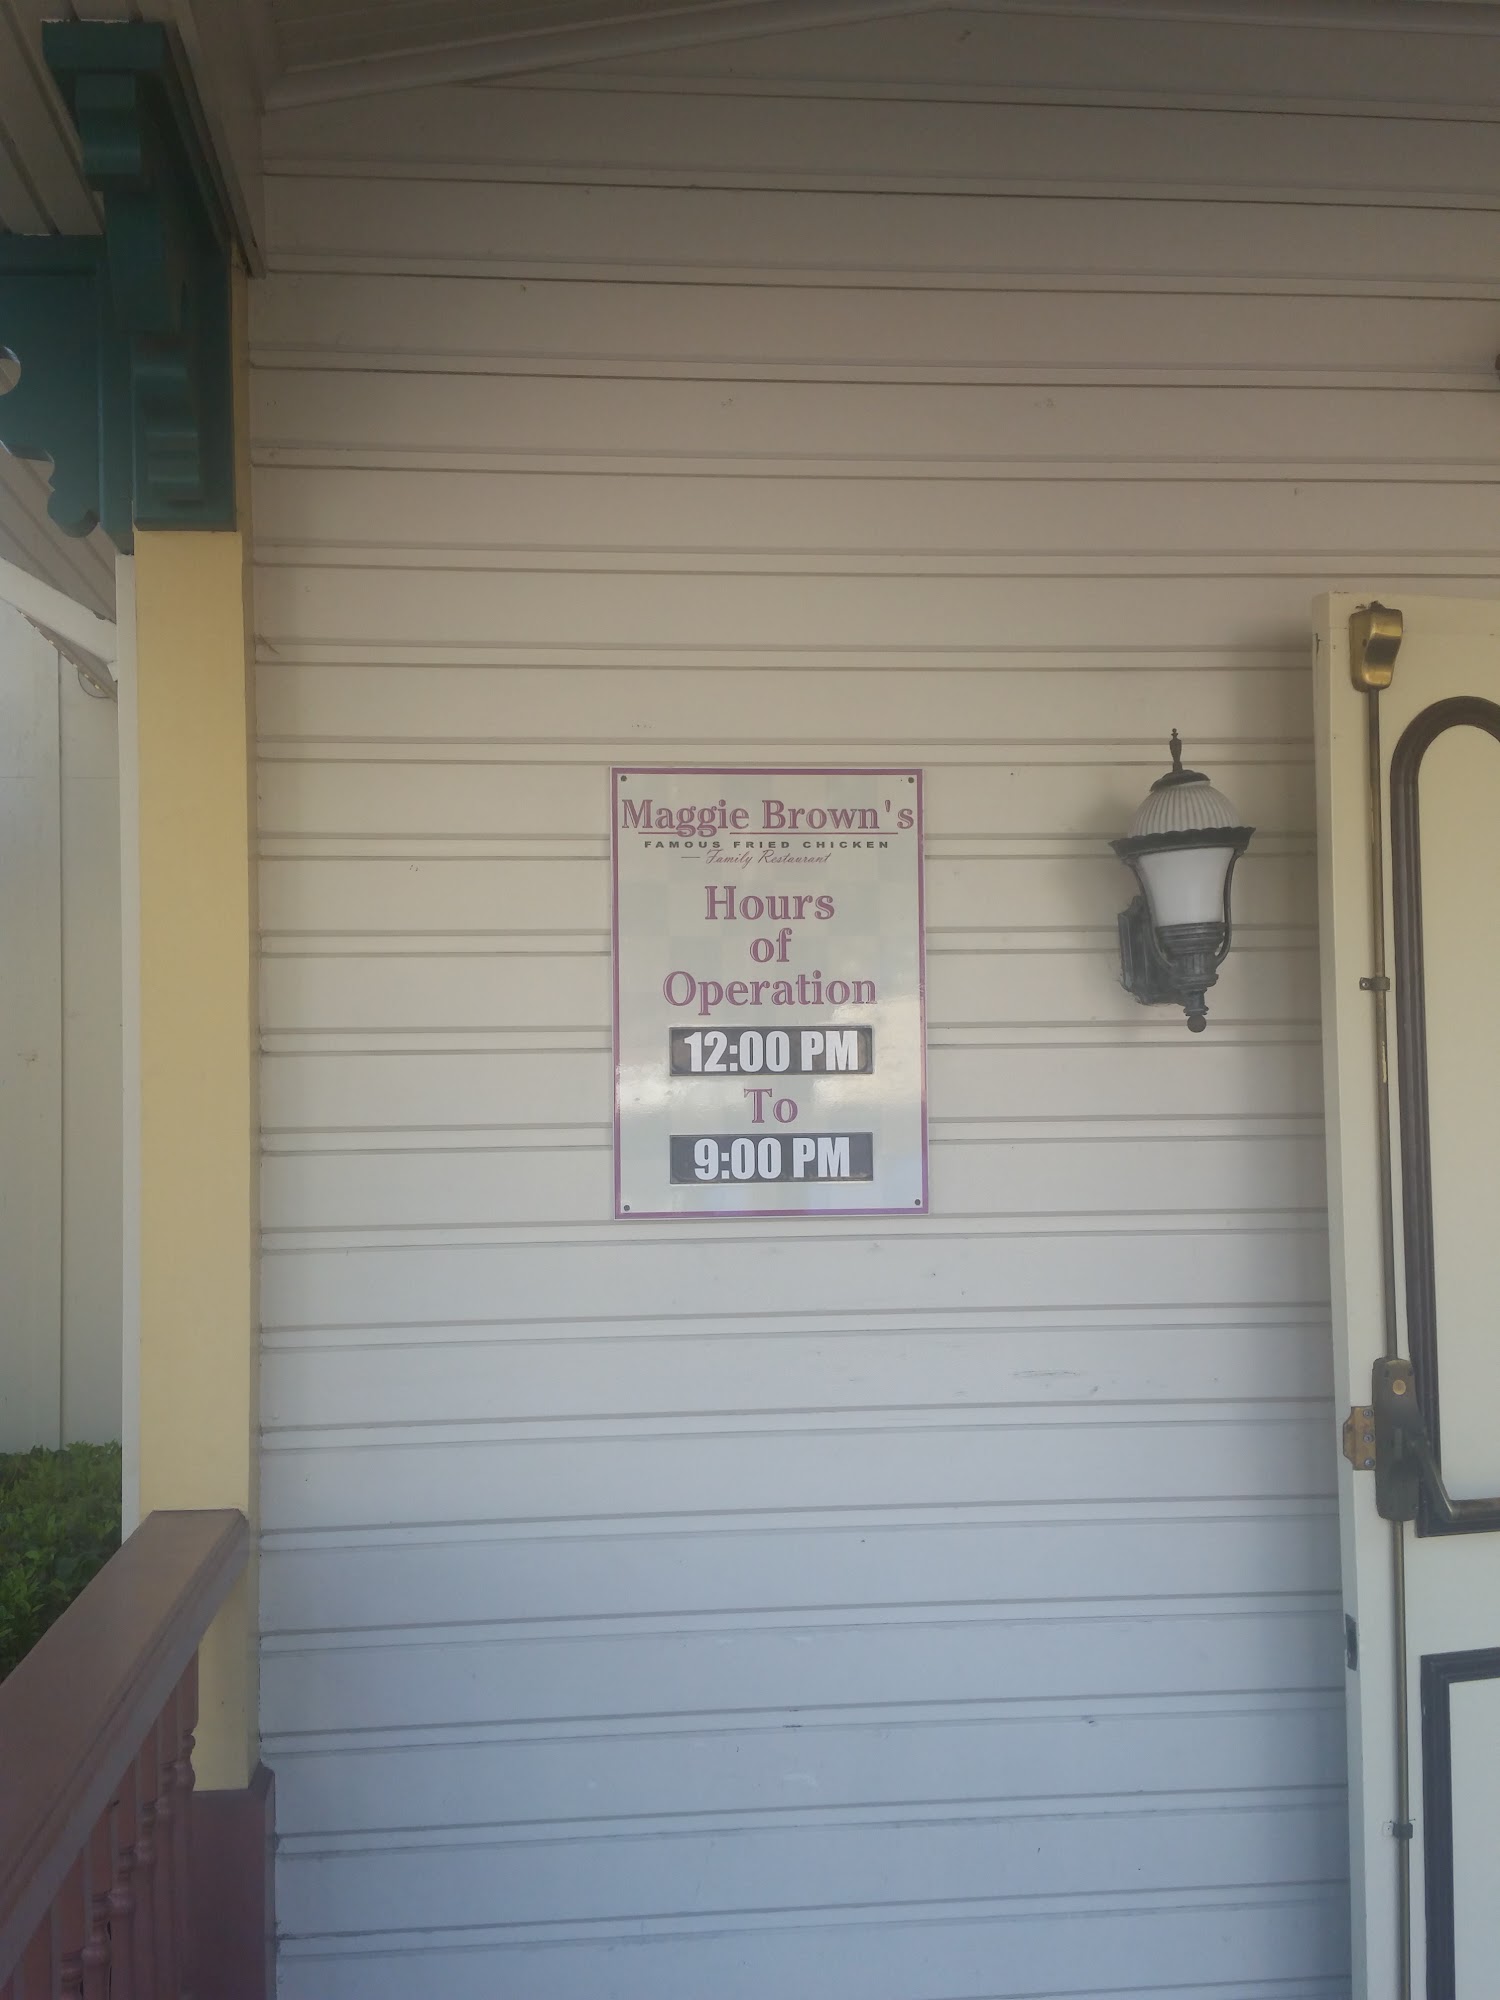 Maggie Brown's
FAMOUS FRIED CHICKEN
Family Restaurant
Hours
of
Operation
12:00 PM
To
9:00 PM